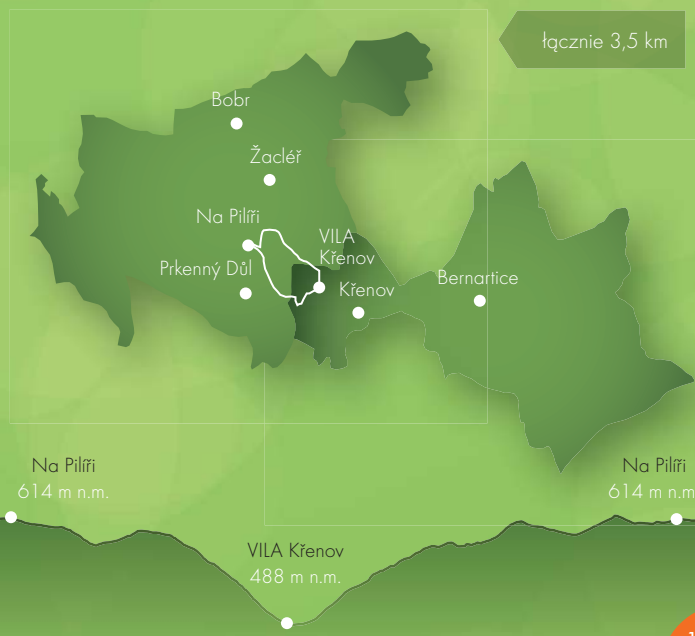 łącznie 3,5 km
Bobr
Žacléř
Na Pilíři
VILA
Křenov
Prkenný Důl
Křenov
Bernartice
Na Pilíři
614 m n.m.
Na Pilíři
614 m n.m
VILA Křenov
488 m n.m.